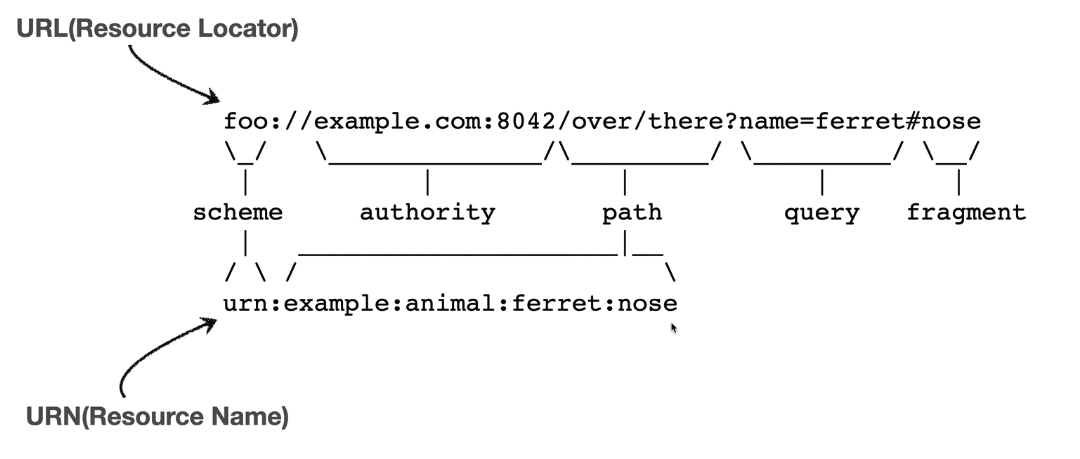 URL(Resource Locator)
foo://example.com:8042/over/there?name=ferret#nose
scheme authority path query fragment
urn:example:animal:ferret:nose
URN(Resource Name)